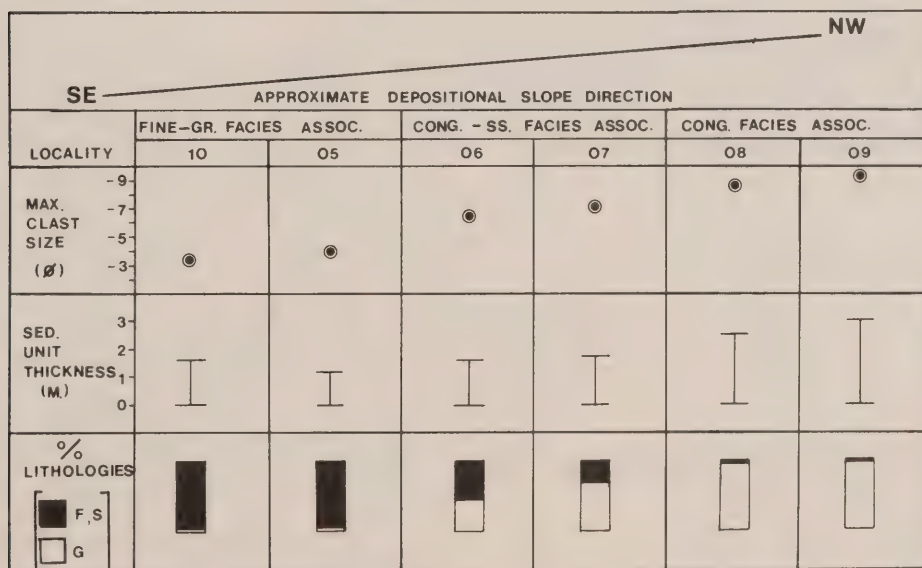 NW
SE
APPROXIMATE DEPOSITIONAL SLOPE DIRECTION
FINE-GR. FACIES ASSOC. CONG. - SS. FACIES ASSOC. CONG. FACIES ASSOC.
LOCALITY 10 05 06 07 08 09
MAX. CLAST SIZE (Ø)
-9
-7
-5
-3
SED. UNIT THICKNESS (M.)
3
2
1
0
% LITHOLOGIES
F,S
G